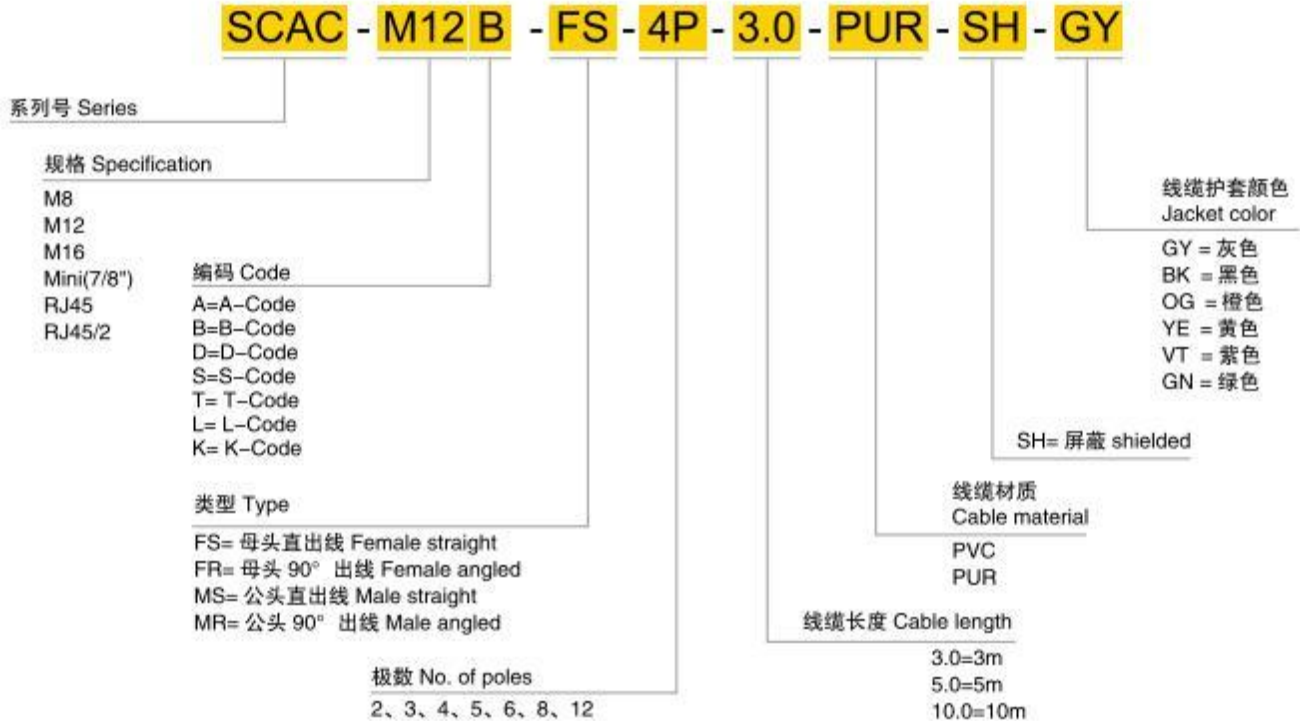 SCAC - M12 B - FS - 4P - 3.0 - PUR - SH - GY
系列号 Series
规格 Specification
M8
M12
M16
Mini(7/8")
RJ45
RJ45/2
编码 Code
A=A–Code
B=B–Code
D=D–Code
S=S–Code
T= T–Code
L= L–Code
K= K–Code
类型 Type
FS= 母头直出线 Female straight
FR= 母头 90° 出线 Female angled
MS= 公头直出线 Male straight
MR= 公头 90° 出线 Male angled
极数 No. of poles
2、3、4、5、6、8、12
线缆长度 Cable length
3.0=3m
5.0=5m
10.0=10m
线缆材质
Cable material
PVC
PUR
SH= 屏蔽 shielded
线缆护套颜色
Jacket color
GY = 灰色
BK = 黑色
OG = 橙色
YE = 黄色
VT = 紫色
GN = 绿色